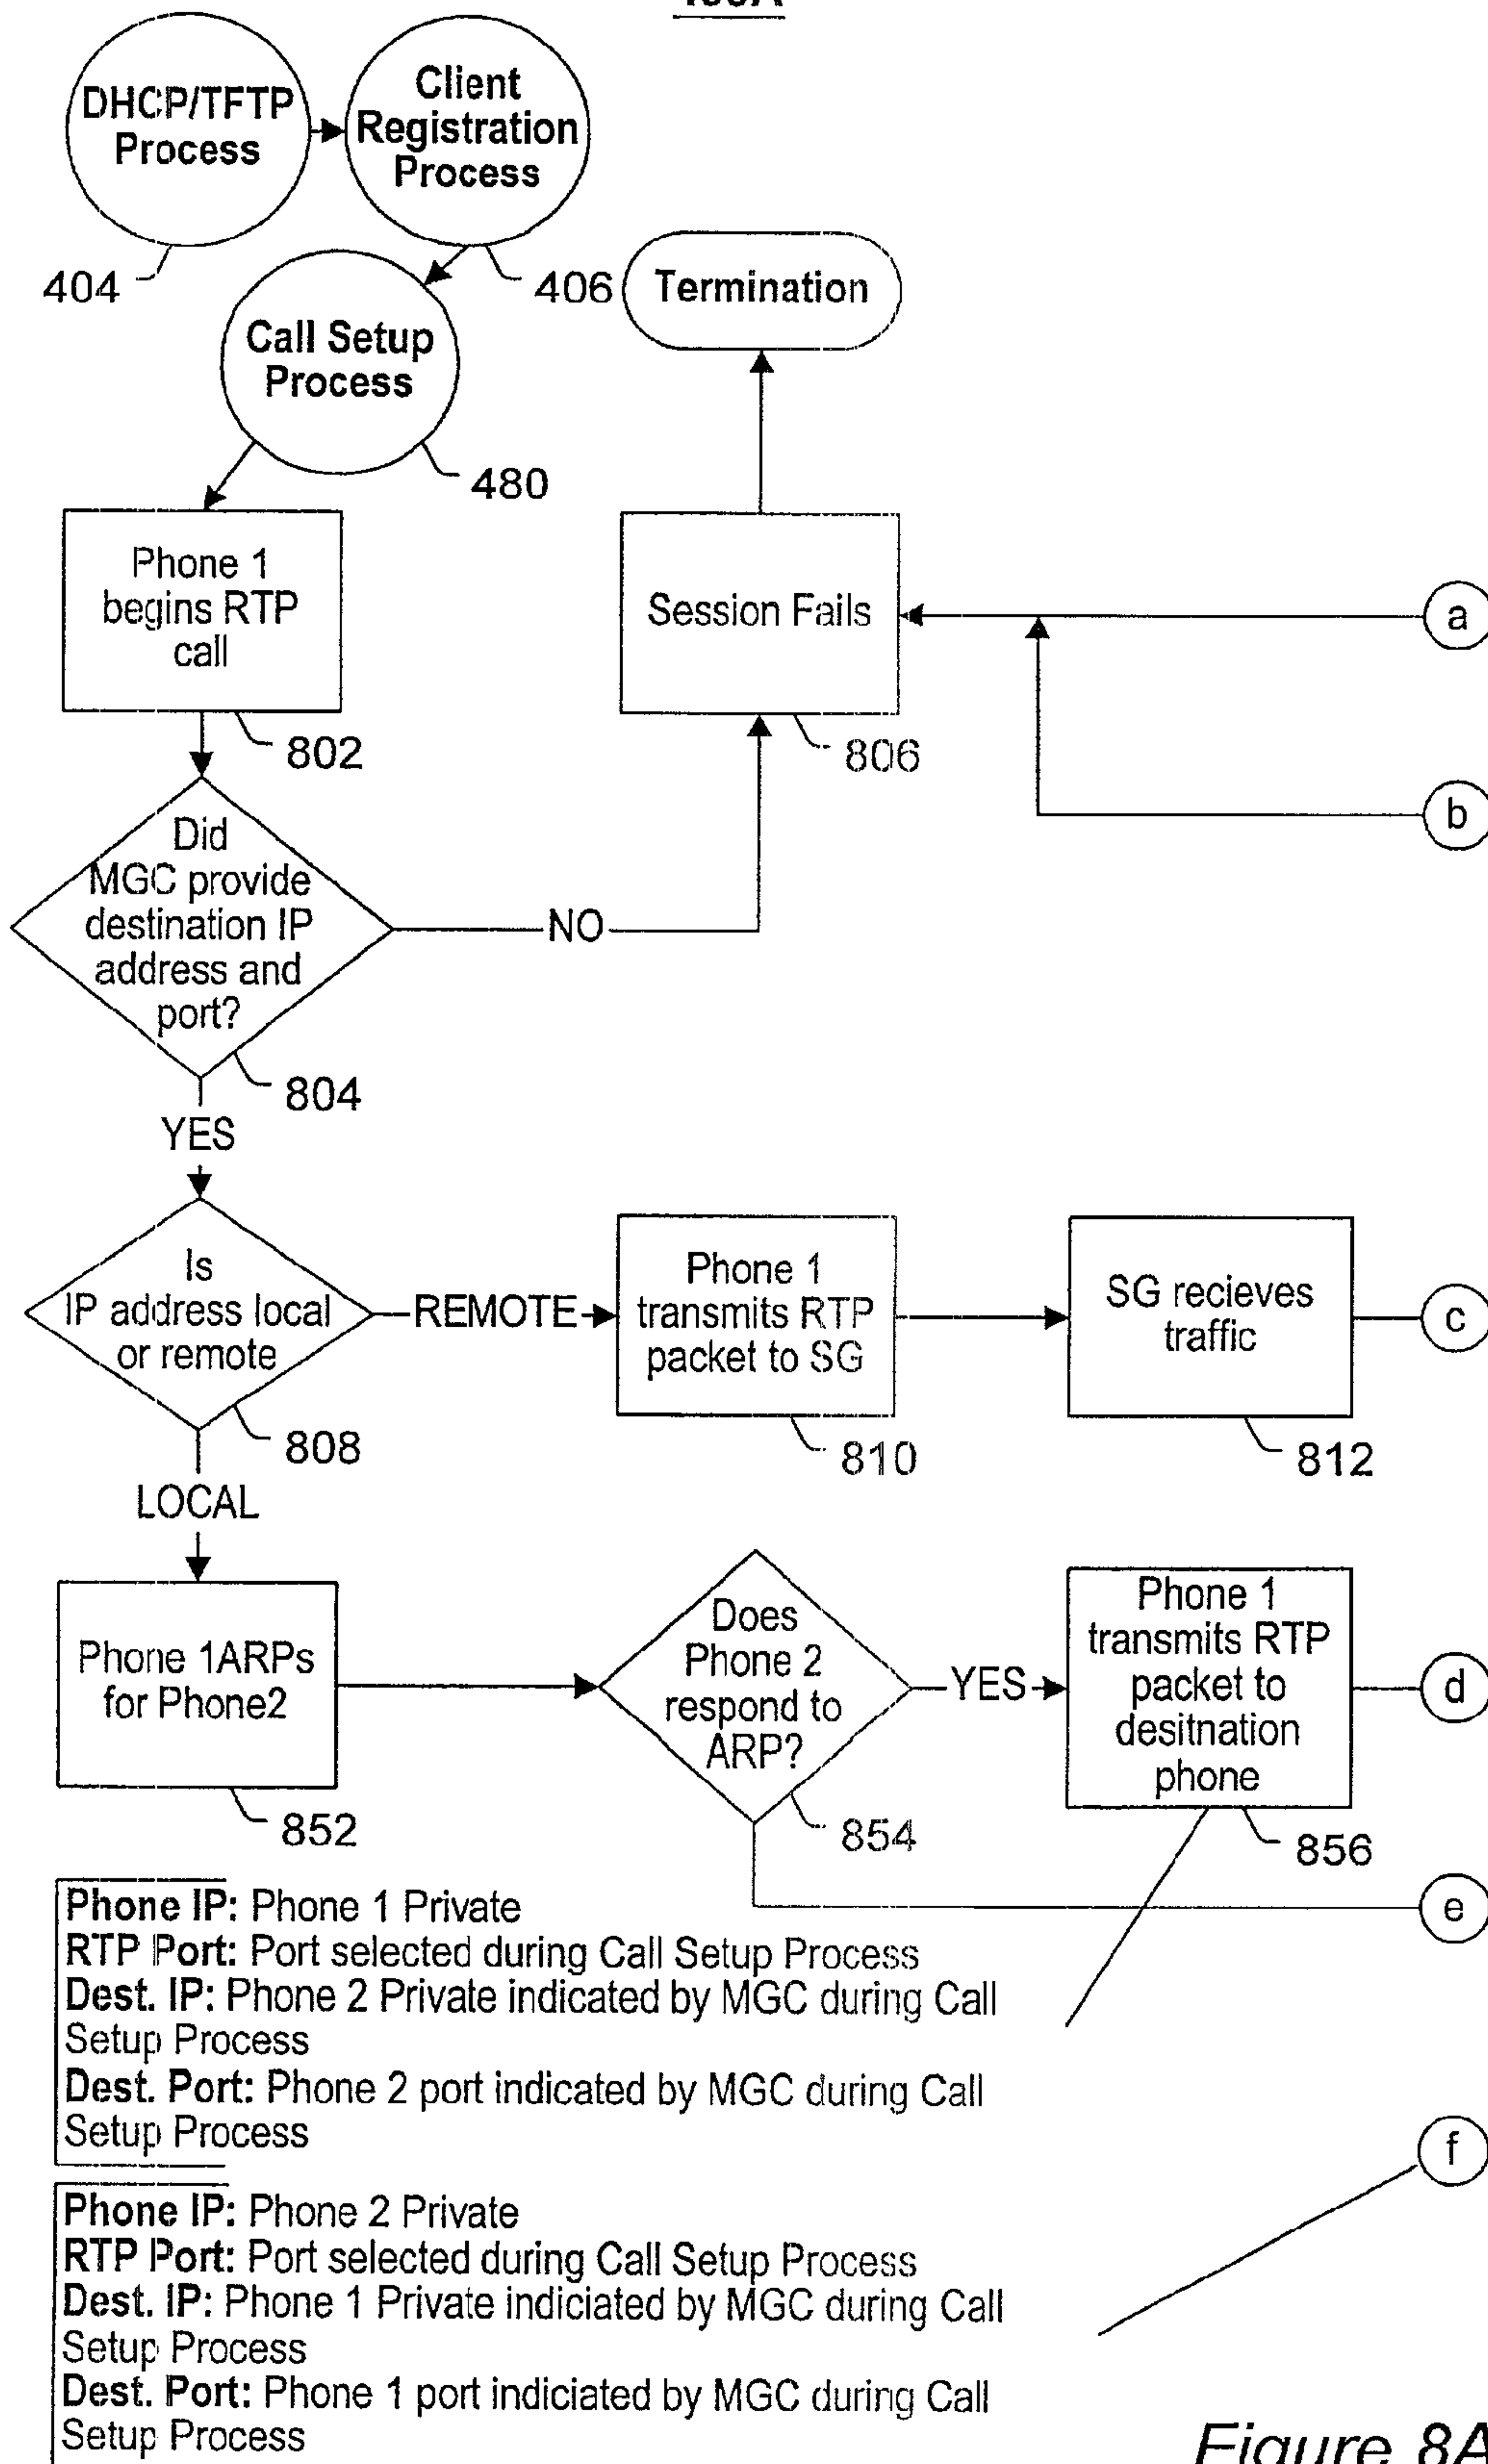 DHCP/TFTP
Process
Client
Registration
Process
404
406
Termination
Call Setup
Process
480
Phone 1
begins RTP
call
Session Fails
a
802
806
b
Did
MGC provide
destination IP
address and
port?
NO
804
YES
Is
IP address local
or remote
REMOTE
Phone 1
transmits RTP
packet to SG
SG recieves
traffic
c
808
810
812
LOCAL
Phone 1ARPs
for Phone2
Does
Phone 2
respond to
ARP?
YES
Phone 1
transmits RTP
packet to
desitnation
phone
d
852
854
856
e
Phone IP: Phone 1 Private
RTP Port: Port selected during Call Setup Process
Dest. IP: Phone 2 Private indicated by MGC during Call
Setup Process
Dest. Port: Phone 2 port indicated by MGC during Call
Setup Process
f
Phone IP: Phone 2 Private
RTP Port: Port selected during Call Setup Process
Dest. IP: Phone 1 Private indiciated by MGC during Call
Setup Process
Dest. Port: Phone 1 port indiciated by MGC during Call
Setup Process
Figure 8A